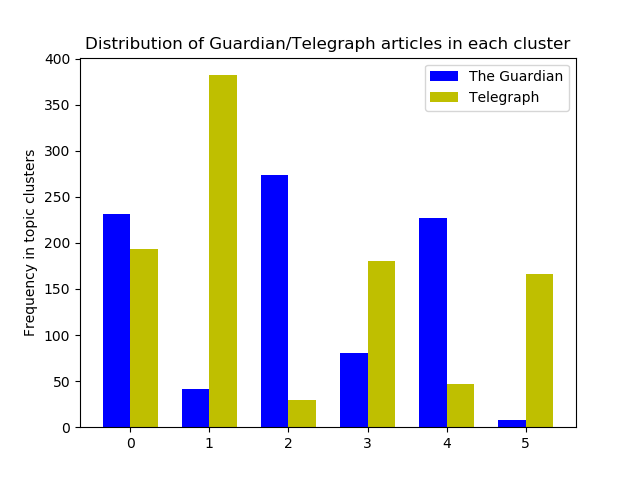 Distribution of Guardian/Telegraph articles in each cluster
The Guardian
Telegraph
Frequency in topic clusters
400
350
300
250
200
150
100
50
0
0 1 2 3 4 5